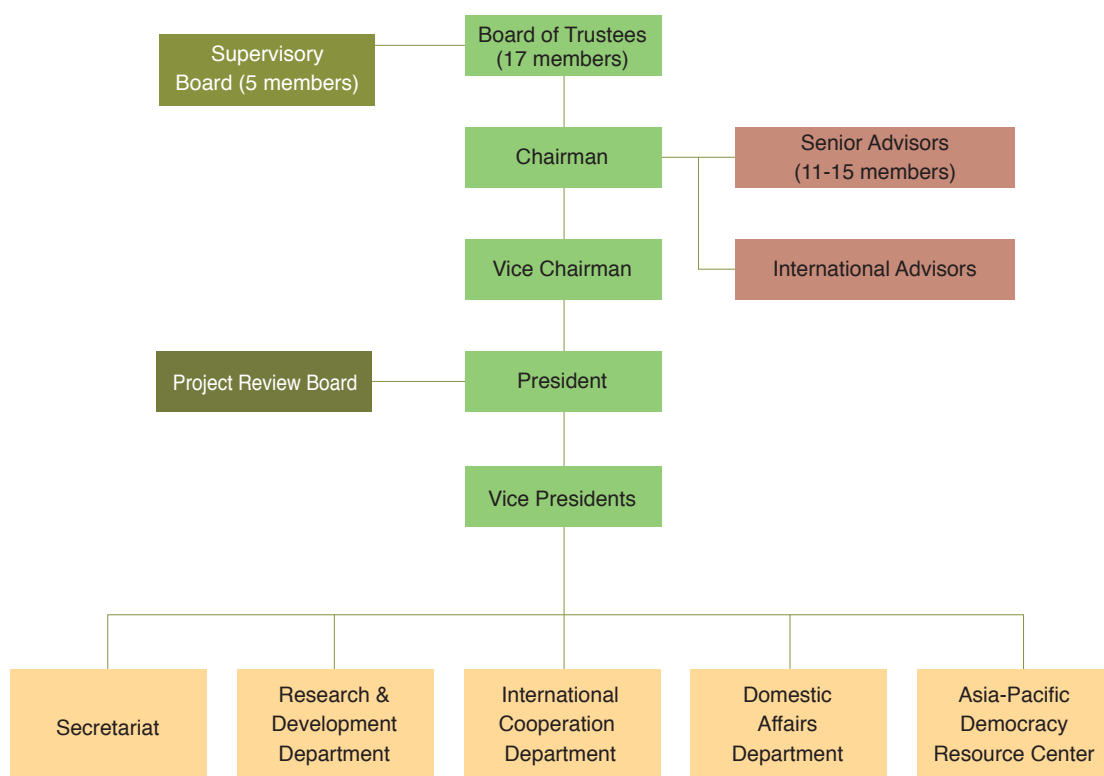 Board of Trustees
(17 members)
Supervisory
Board (5 members)
Chairman
Senior Advisors
(11-15 members)
Vice Chairman
International Advisors
Project Review Board
President
Vice Presidents
Secretariat
Research &
Development
Department
International
Cooperation
Department
Domestic
Affairs
Department
Asia-Pacific
Democracy
Resource Center